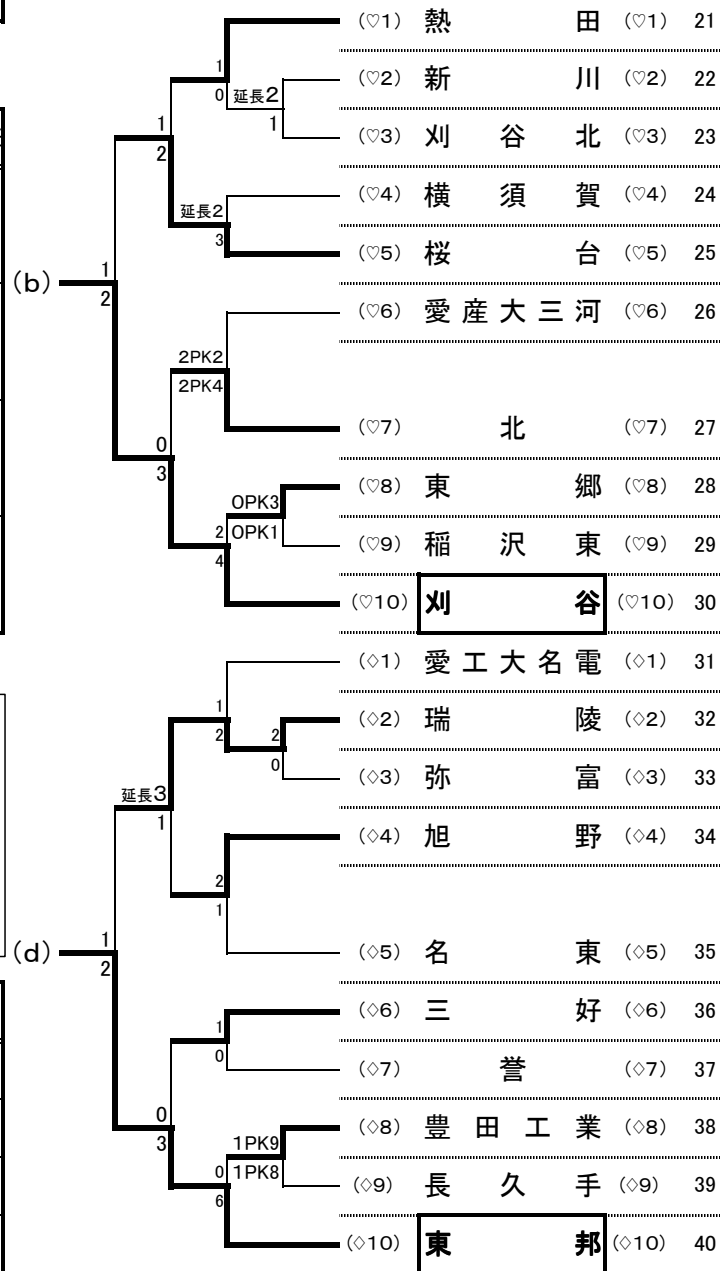 (♡1) 熱田 (♡1) 21
1
0 延長2 (♡2) 新川 (♡2) 22
1 1 (♡3) 刈谷北 (♡3) 23
2
延長2 (♡4) 横須賀 (♡4) 24
3 (♡5) 桜台 (♡5) 25
(b) 1
2 (♡6) 愛産大三河 (♡6) 26
2PK2
2PK4
0 (♡7) 北 (♡7) 27
3 (♡8) 東郷 (♡8) 28
0PK3
2 0PK1 (♡9) 稲沢東 (♡9) 29
4
(♡10) 刈谷 (♡10) 30
(◇1) 愛工大名電 (◇1) 31
1
2 2 (◇2) 瑞陵 (◇2) 32
0 (◇3) 弥富 (◇3) 33
延長3
1 (◇4) 旭野 (◇4) 34
2
1
(d) 1 (◇5) 名東 (◇5) 35
2
1 (◇6) 三好 (◇6) 36
0 (◇7) 誉 (◇7) 37
0 (◇8) 豊田工業 (◇8) 38
3 1PK9
0 1PK8 (◇9) 長久手 (◇9) 39
6
(◇10) 東邦 (◇10) 40